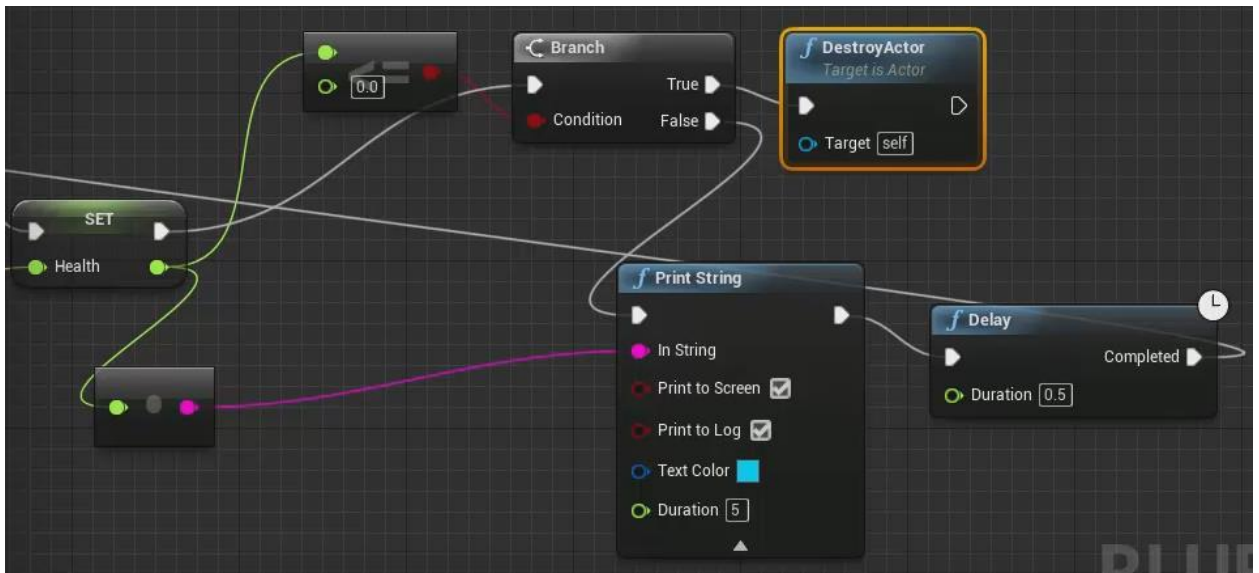 <=
0.0
Branch
True
Condition
False
DestroyActor
Target is Actor
Target self
SET
Health
Print String
In String
Print to Screen
Print to Log
Text Color
Duration 5
Delay
Completed
Duration 0.5